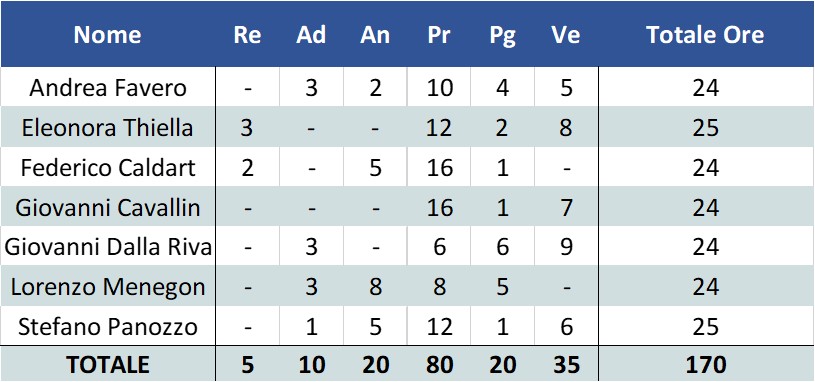 Nome Re Ad An Pr Pg Ve Totale Ore
Andrea Favero - 3 2 10 4 5 24
Eleonora Thiella 3 - - 12 2 8 25
Federico Caldart 2 - 5 16 1 - 24
Giovanni Cavallin - - - 16 1 7 24
Giovanni Dalla Riva - 3 - 6 6 9 24
Lorenzo Menegon - 3 8 8 5 - 24
Stefano Panozzo - 1 5 12 1 6 25
TOTALE 5 10 20 80 20 35 170